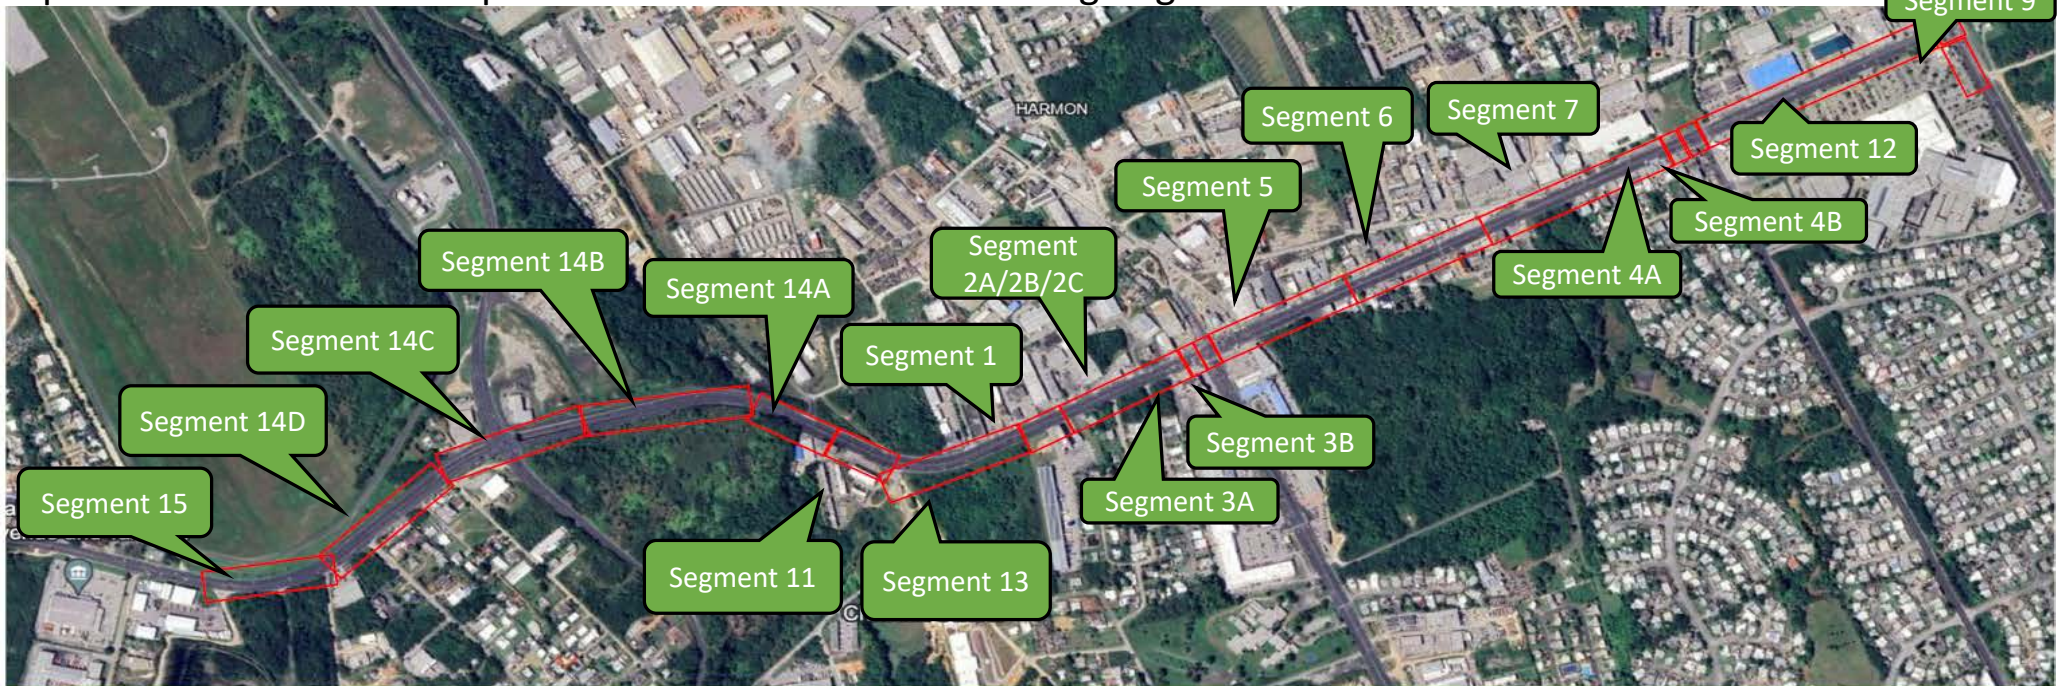 Segment 9
HARMON
Segment 6
Segment 7
Segment 12
Segment 5
Segment 4B
Segment 14B
Segment 14A
Segment
2A/2B/2C
Segment 4A
Segment 14C
Segment 1
Segment 14D
Segment 3B
Segment 15
Segment 3A
Segment 11
Segment 13